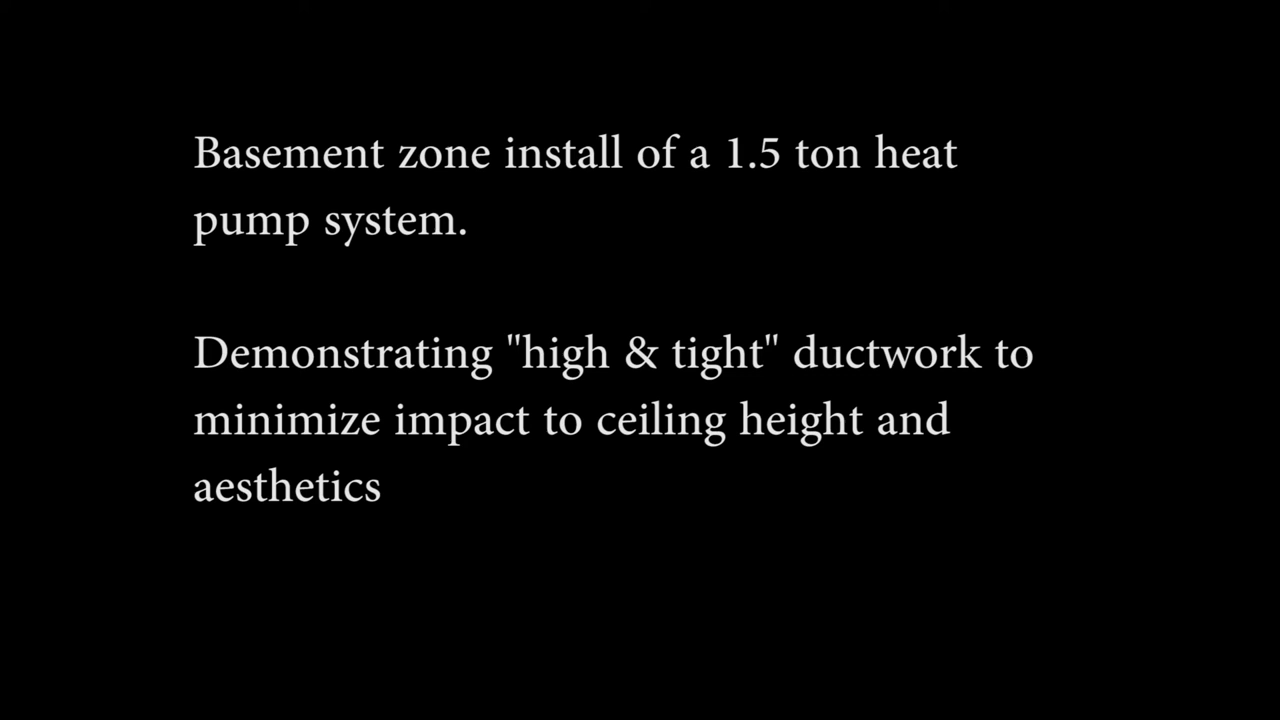 Basement zone install of a 1.5 ton heat
pump system.
Demonstrating "high & tight" ductwork to
minimize impact to ceiling height and
aesthetics